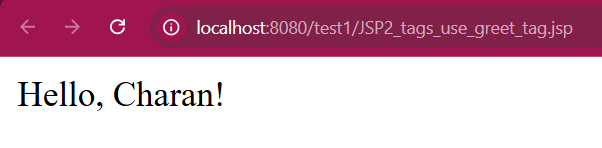 localhost:8080/test1/JSP2_tags_use_greet_tag.jsp
Hello, Charan!